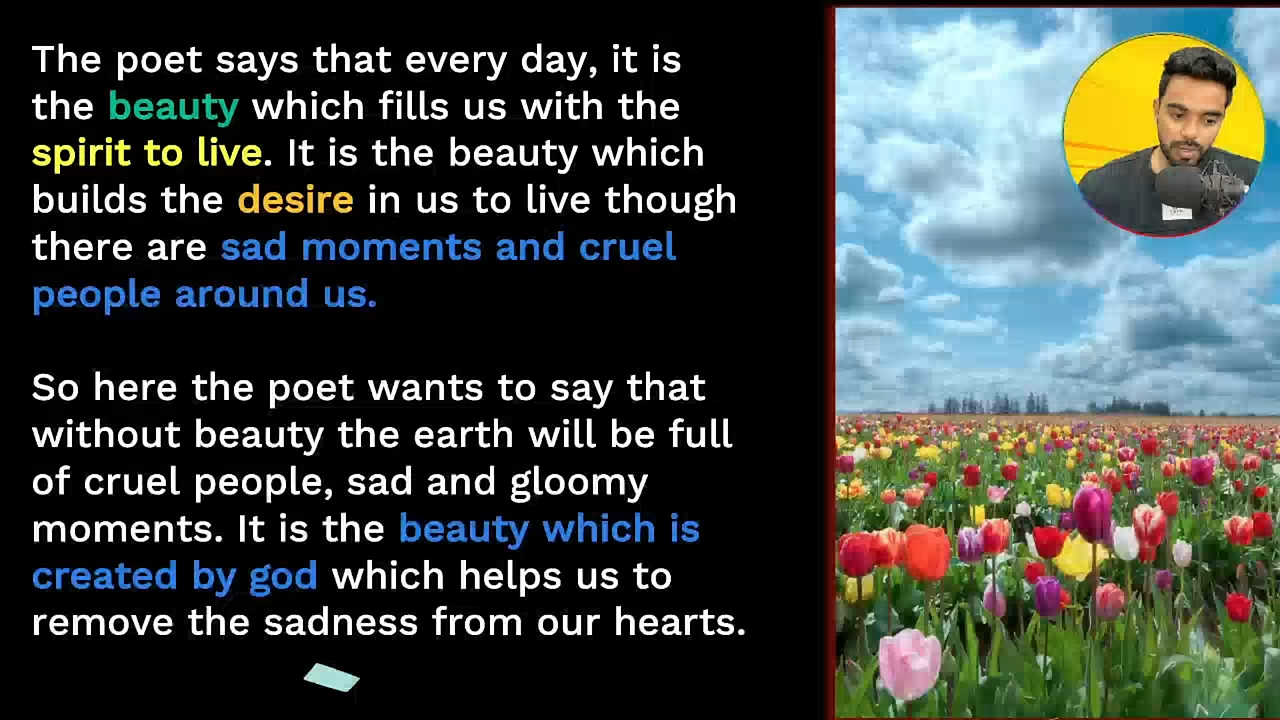 The poet says that every day, it is
the beauty which fills us with the
spirit to live. It is the beauty which
builds the desire in us to live though
there are sad moments and cruel
people around us.
So here the poet wants to say that
without beauty the earth will be full
of cruel people, sad and gloomy
moments. It is the beauty which is
created by god which helps us to
remove the sadness from our hearts.